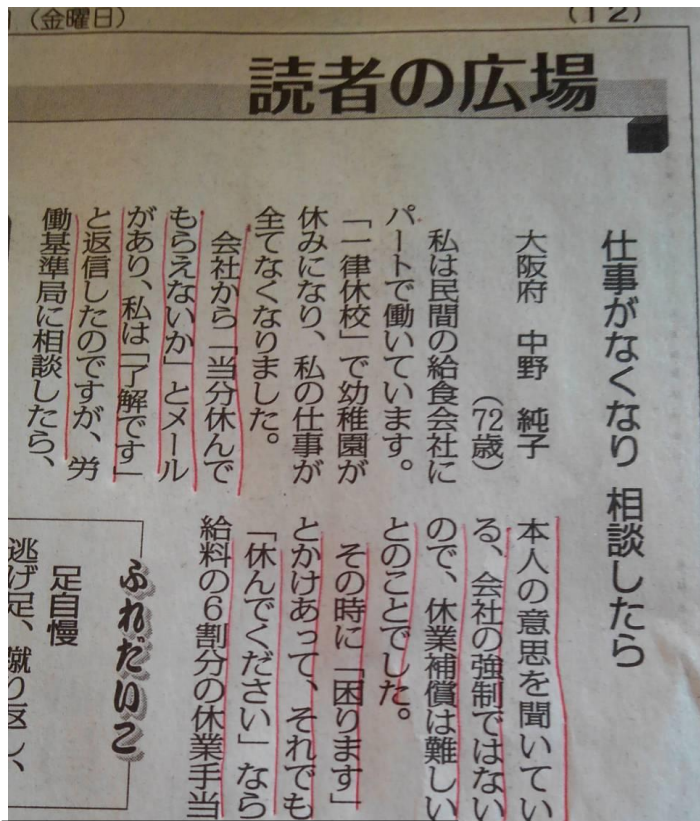 (金曜日)
(12)
読者の広場
仕事がなくなり 相談したら
大阪府 中野 純子
(72歳)
私は民間の給食会社に
パートで働いています。
「一律休校」で幼稚園が
休みになり、私の仕事が
全てなくなりました。
会社から「当分休んで
もらえないか」とメール
があり、私は「了解です」
と返信したのですが、労
働基準局に相談したら、
本人の意思を聞いてい
る、会社の強制ではない
ので、休業補償は難しい
とのことでした。
その時に「困ります」
とかけあって、それでも
「休んでください」なら
給料の6割分の休業手当
ふれだいこ
足自慢
逃げ足、蹴り返し、